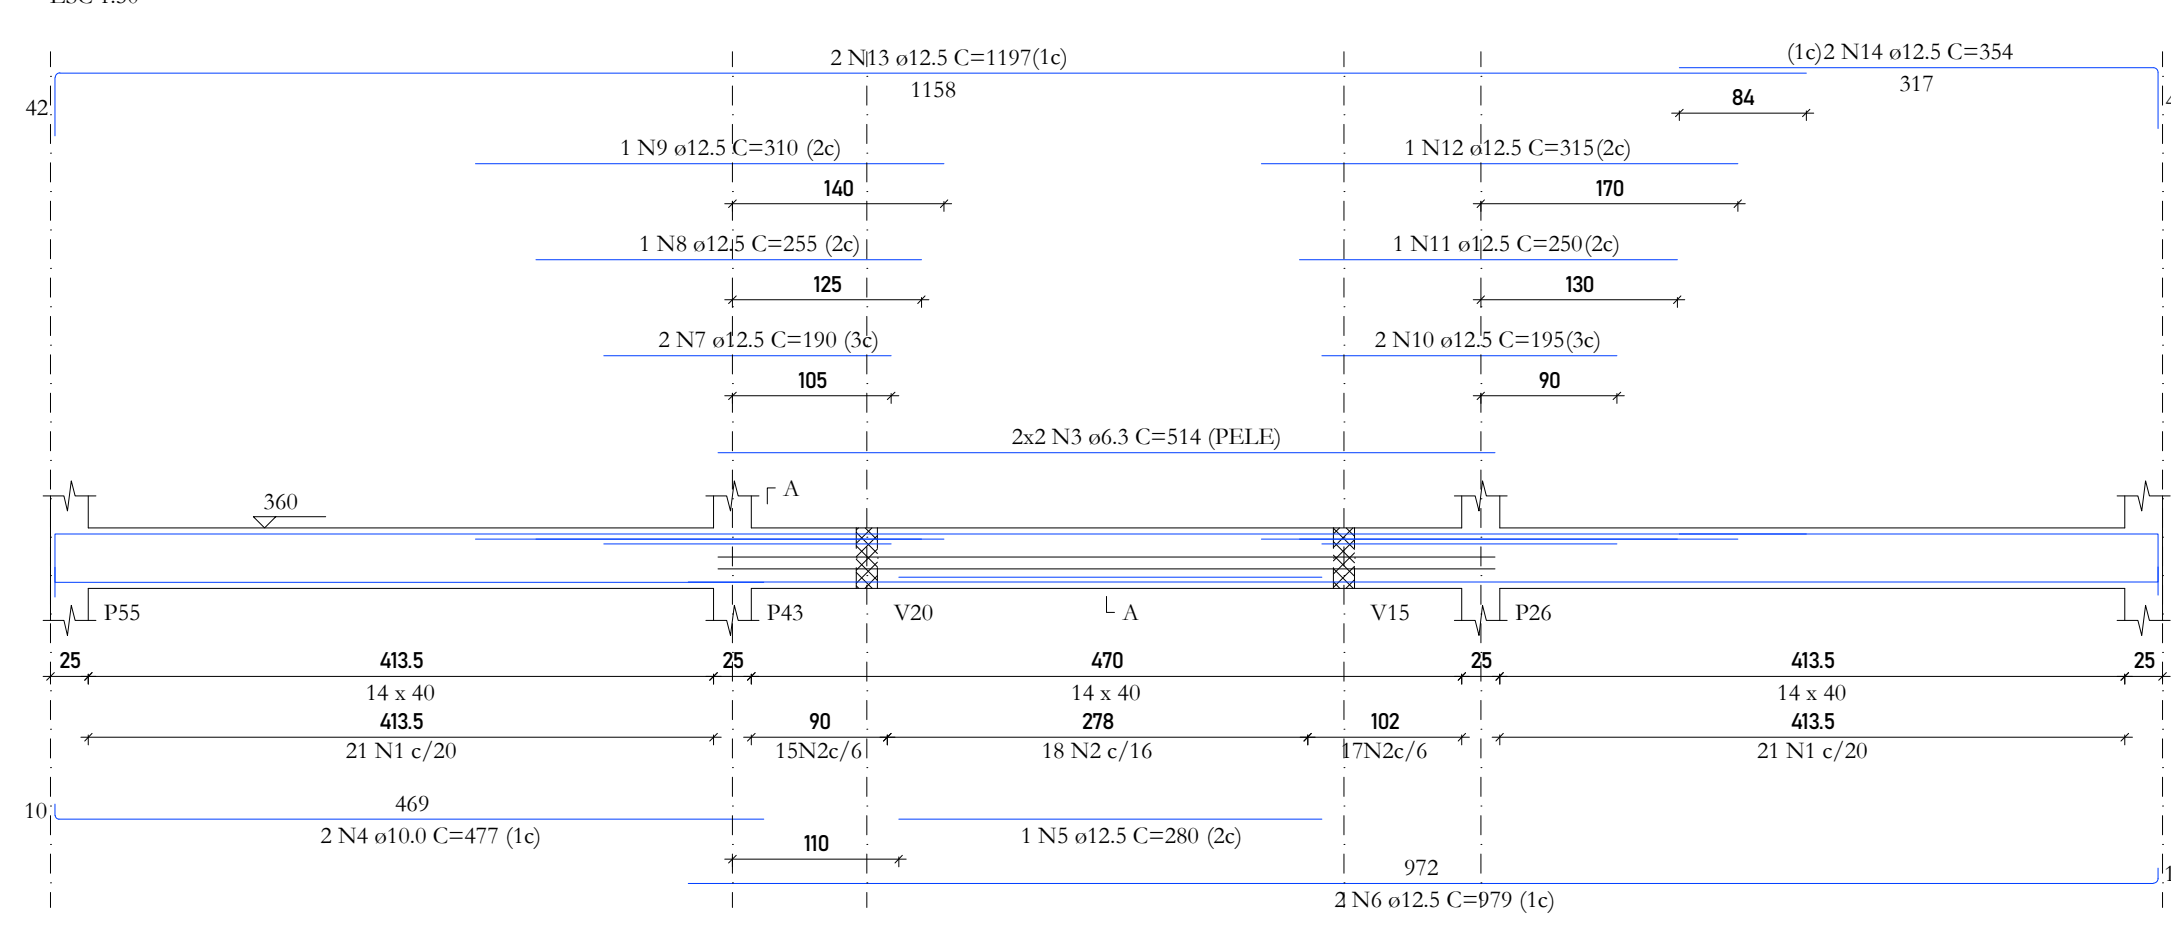 2 N13 ø12.5 C=1197(1c)
(1c)2 N14 ø12.5 C=354
1158
317
42
84
1 N9 ø12.5 C=310 (2c)
1 N12 ø12.5 C=315(2c)
140
170
1 N8 ø12.5 C=255 (2c)
1 N11 ø12.5 C=250(2c)
125
130
2 N7 ø12.5 C=190 (3c)
2 N10 ø12.5 C=195(3c)
105
90
2x2 N3 ø6.3 C=514 (PELE)
360
A
P55
P43
V20
A
V15
P26
25
413.5
25
470
25
413.5
25
14 x 40
14 x 40
14 x 40
413.5
90
278
102
413.5
21 N1 c/20
15N2c/6
18 N2 c/16
17N2c/6
21 N1 c/20
10
469
2 N4 ø10.0 C=477 (1c)
110
1 N5 ø12.5 C=280 (2c)
972
2 N6 ø12.5 C=979 (1c)